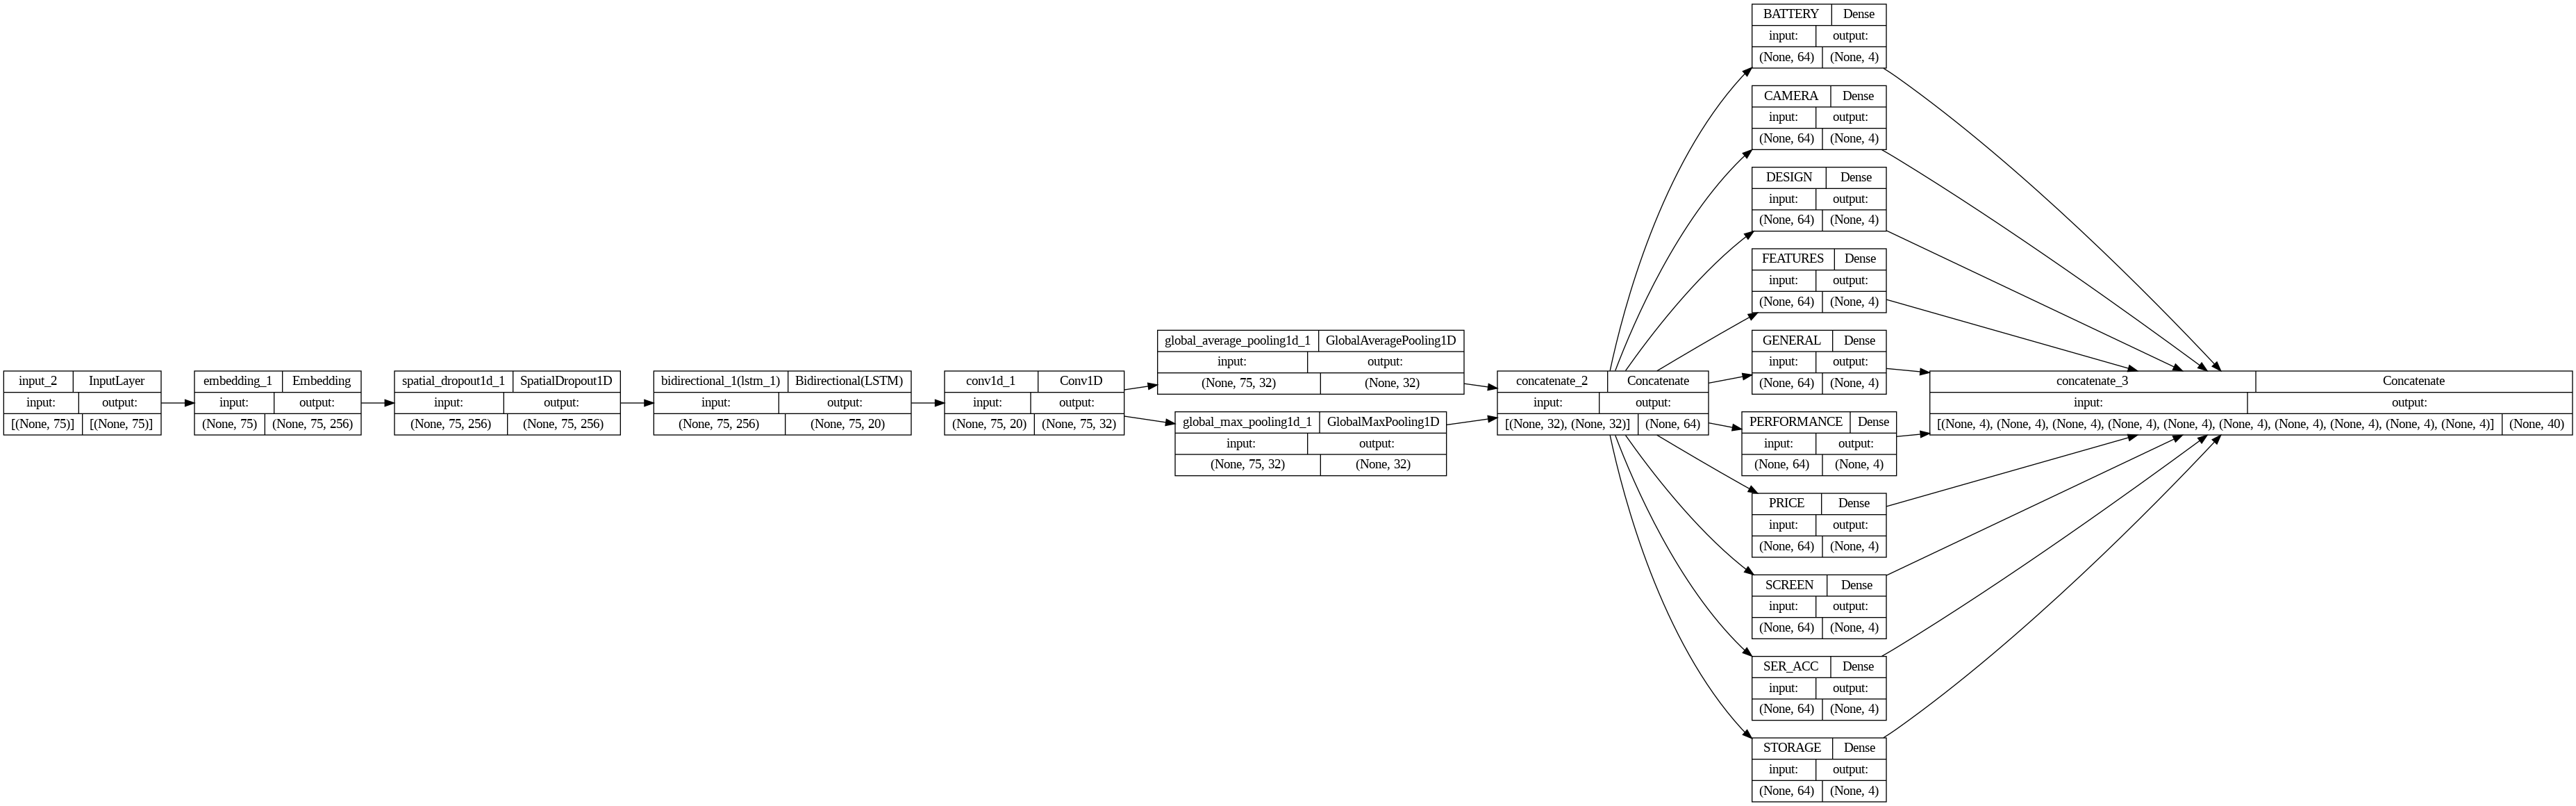 input_2 InputLayer
input: output:
[(None, 75)] [(None, 75)]
embedding_1 Embedding
input: output:
(None, 75) (None, 75, 256)
spatial_dropout1d_1 SpatialDropout1D
input: output:
(None, 75, 256) (None, 75, 256)
bidirectional_1(lstm_1) Bidirectional(LSTM)
input: output:
(None, 75, 256) (None, 75, 20)
conv1d_1 Conv1D
input: output:
(None, 75, 20) (None, 75, 32)
global_average_pooling1d_1 GlobalAveragePooling1D
input: output:
(None, 75, 32) (None, 32)
global_max_pooling1d_1 GlobalMaxPooling1D
input: output:
(None, 75, 32) (None, 32)
concatenate_2 Concatenate
input: output:
[(None, 32), (None, 32)] (None, 64)
BATTERY Dense
input: output:
(None, 64) (None, 4)
CAMERA Dense
input: output:
(None, 64) (None, 4)
DESIGN Dense
input: output:
(None, 64) (None, 4)
FEATURES Dense
input: output:
(None, 64) (None, 4)
GENERAL Dense
input: output:
(None, 64) (None, 4)
PERFORMANCE Dense
input: output:
(None, 64) (None, 4)
PRICE Dense
input: output:
(None, 64) (None, 4)
SCREEN Dense
input: output:
(None, 64) (None, 4)
SER_ACC Dense
input: output:
(None, 64) (None, 4)
STORAGE Dense
input: output:
(None, 64) (None, 4)
concatenate_3 Concatenate
input: output:
[(None, 4), (None, 4), (None, 4), (None, 4), (None, 4), (None, 4), (None, 4), (None, 4), (None, 4), (None, 4)] (None, 40)